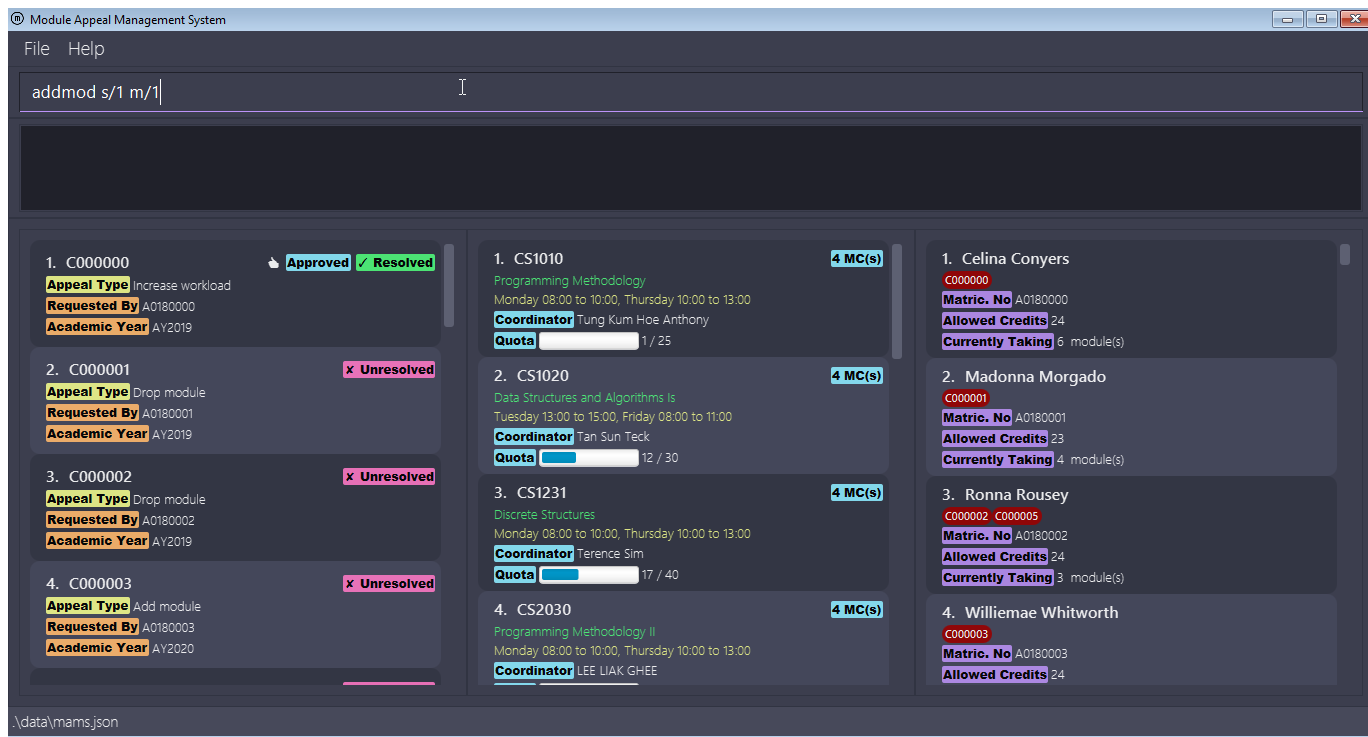 Module Appeal Management System
File Help
addmod s/1 m/1
1. C000000 Approved ✓ Resolved
Appeal Type Increase workload
Requested By A0180000
Academic Year AY2019
2. C000001 ✘ Unresolved
Appeal Type Drop module
Requested By A0180001
Academic Year AY2019
3. C000002 ✘ Unresolved
Appeal Type Drop module
Requested By A0180002
Academic Year AY2019
4. C000003 ✘ Unresolved
Appeal Type Add module
Requested By A0180003
Academic Year AY2020
1. CS1010 4 MC(s)
Programming Methodology
Monday 08:00 to 10:00, Thursday 10:00 to 13:00
Coordinator Tung Kum Hoe Anthony
Quota 1 / 25
2. CS1020 4 MC(s)
Data Structures and Algorithms Is
Tuesday 13:00 to 15:00, Friday 08:00 to 11:00
Coordinator Tan Sun Teck
Quota 12 / 30
3. CS1231 4 MC(s)
Discrete Structures
Monday 08:00 to 10:00, Thursday 10:00 to 13:00
Coordinator Terence Sim
Quota 17 / 40
4. CS2030 4 MC(s)
Programming Methodology II
Monday 08:00 to 10:00, Thursday 10:00 to 13:00
Coordinator LEE LIAK GHEE
1. Celina Conyers
C000000
Matric. No A0180000
Allowed Credits 24
Currently Taking 6 module(s)
2. Madonna Morgado
C000001
Matric. No A0180001
Allowed Credits 23
Currently Taking 4 module(s)
3. Ronna Rousey
C000002 C000005
Matric. No A0180002
Allowed Credits 24
Currently Taking 3 module(s)
4. Williemae Whitworth
C000003
Matric. No A0180003
Allowed Credits 24
.\data\mams.json